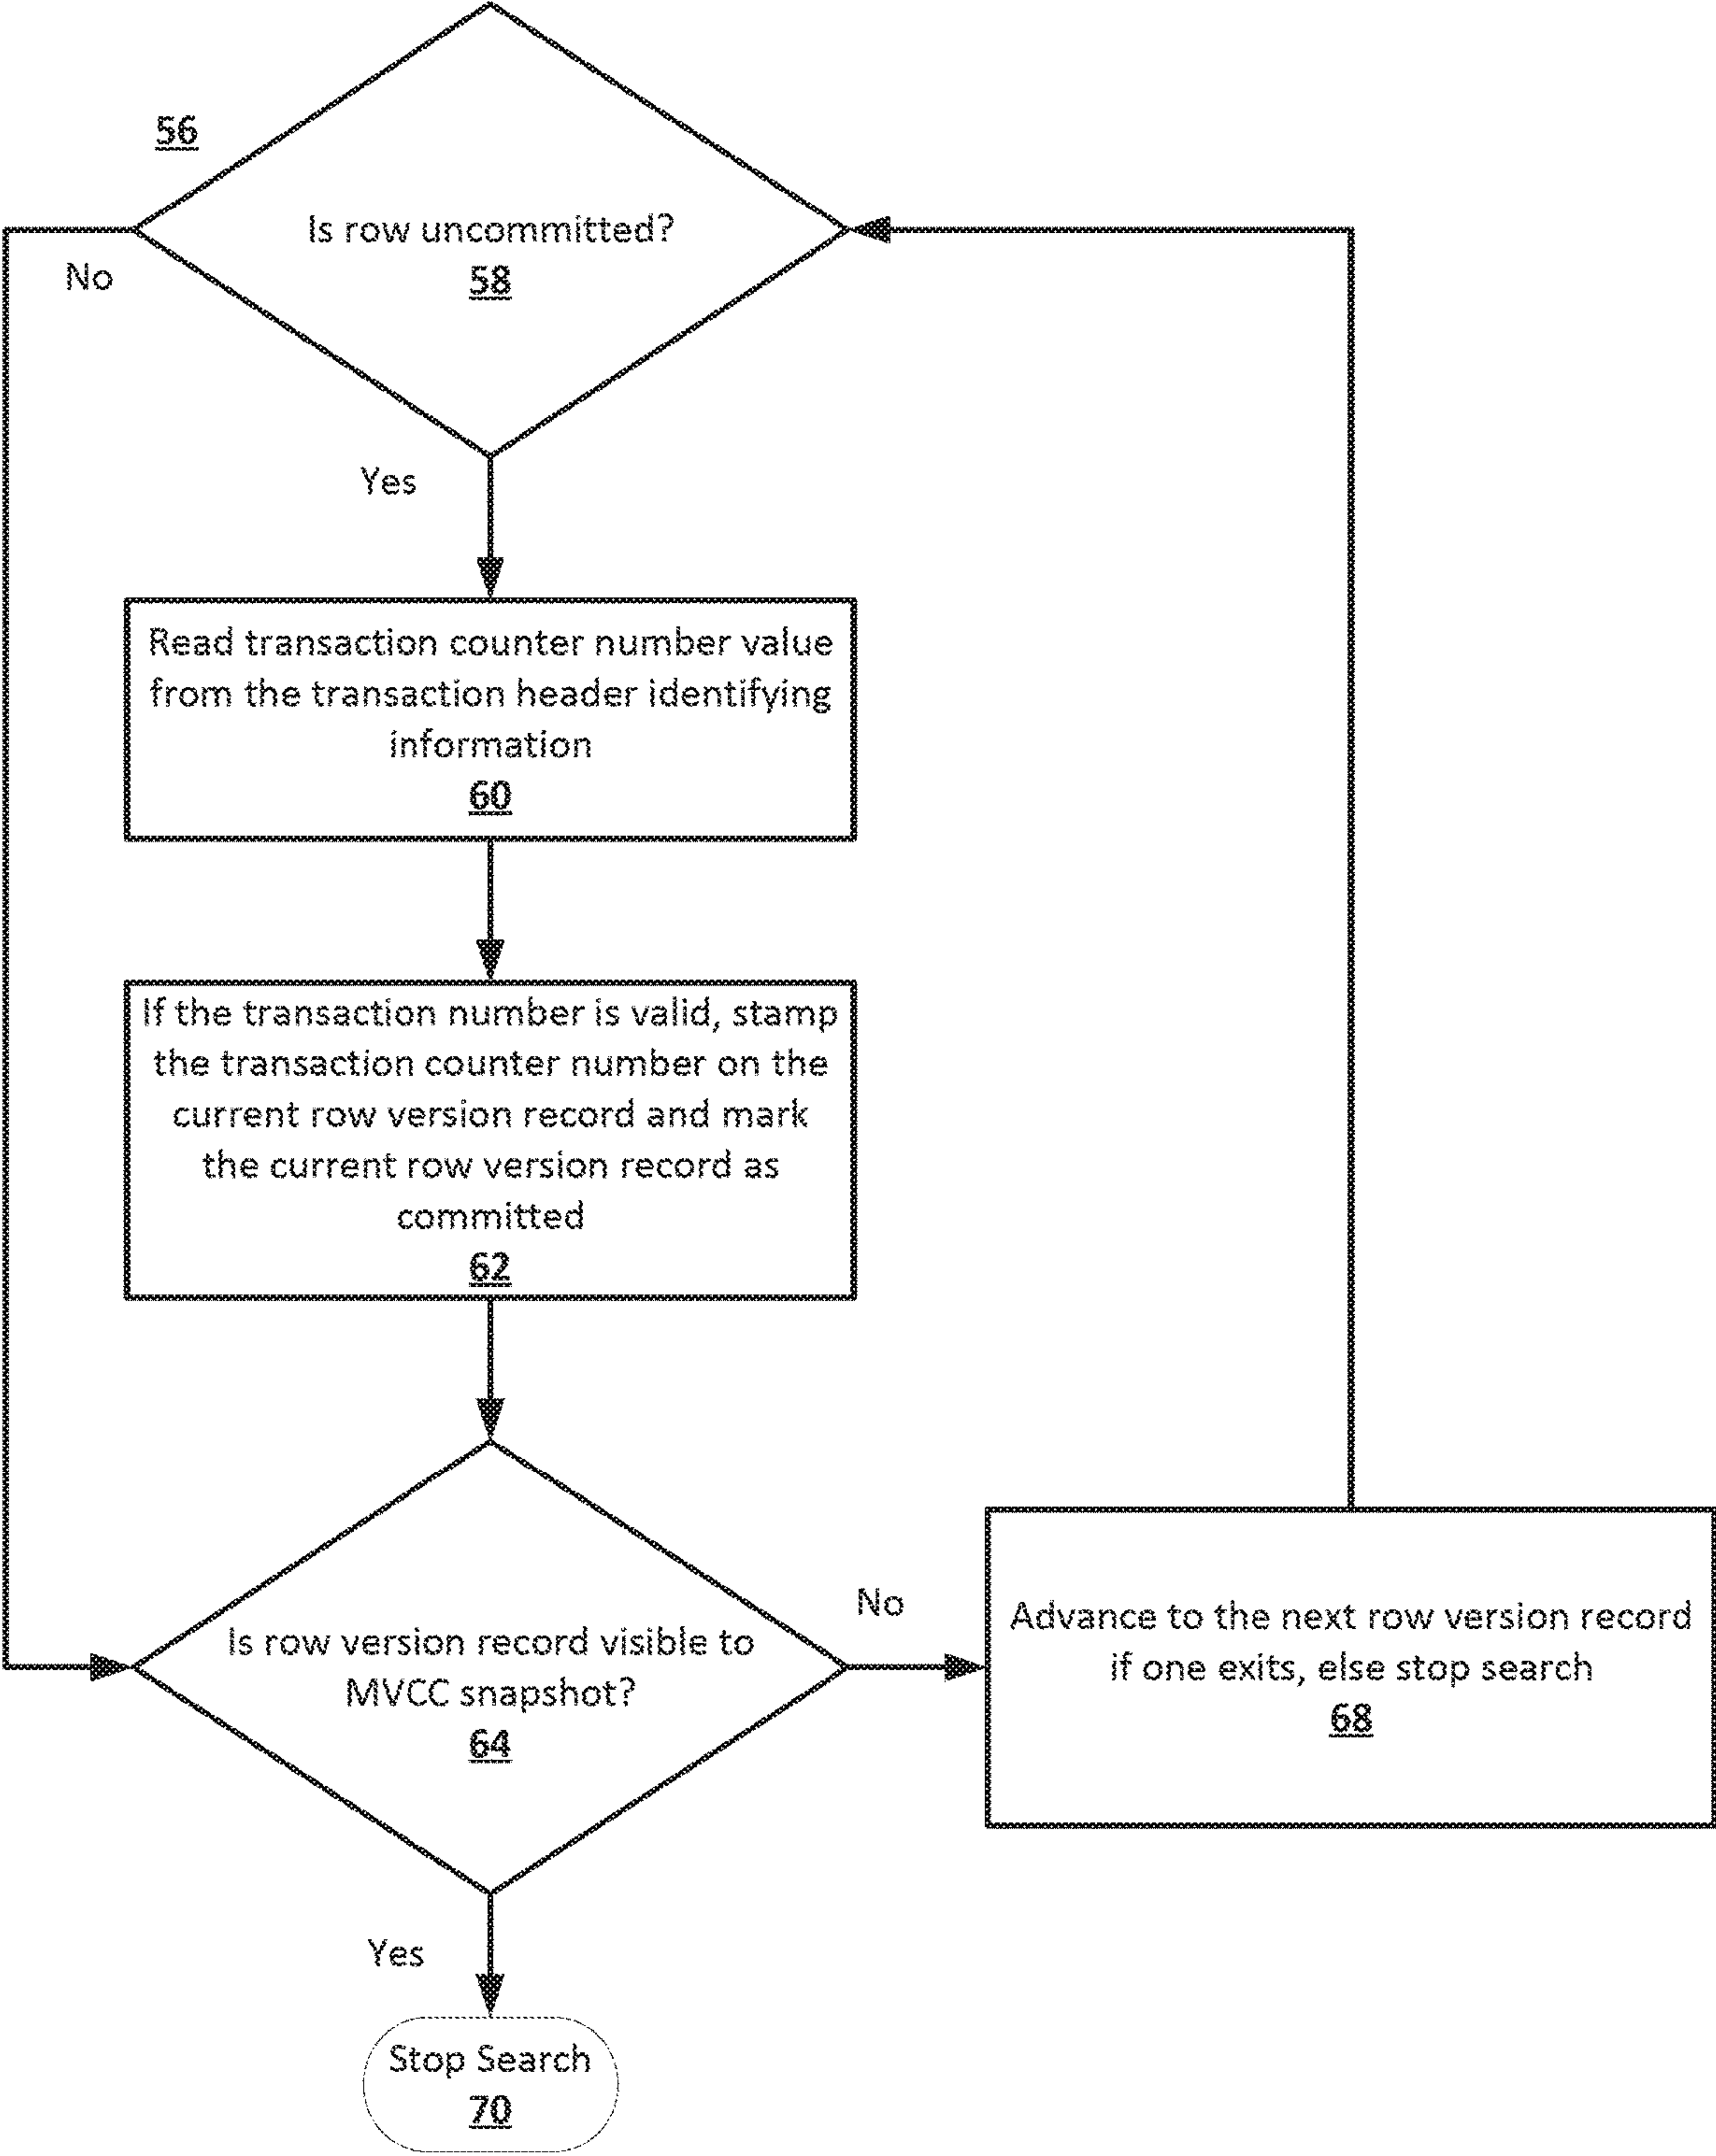 56
Is row uncommitted?
58
No
Yes
Read transaction counter number value
from the transaction header identifying
information
60
If the transaction number is valid, stamp
the transaction counter number on the
current row version record and mark
the current row version record as
committed
62
Is row version record visible to
MVCC snapshot?
64
No
Advance to the next row version record
if one exits, else stop search
68
Yes
Stop Search
70